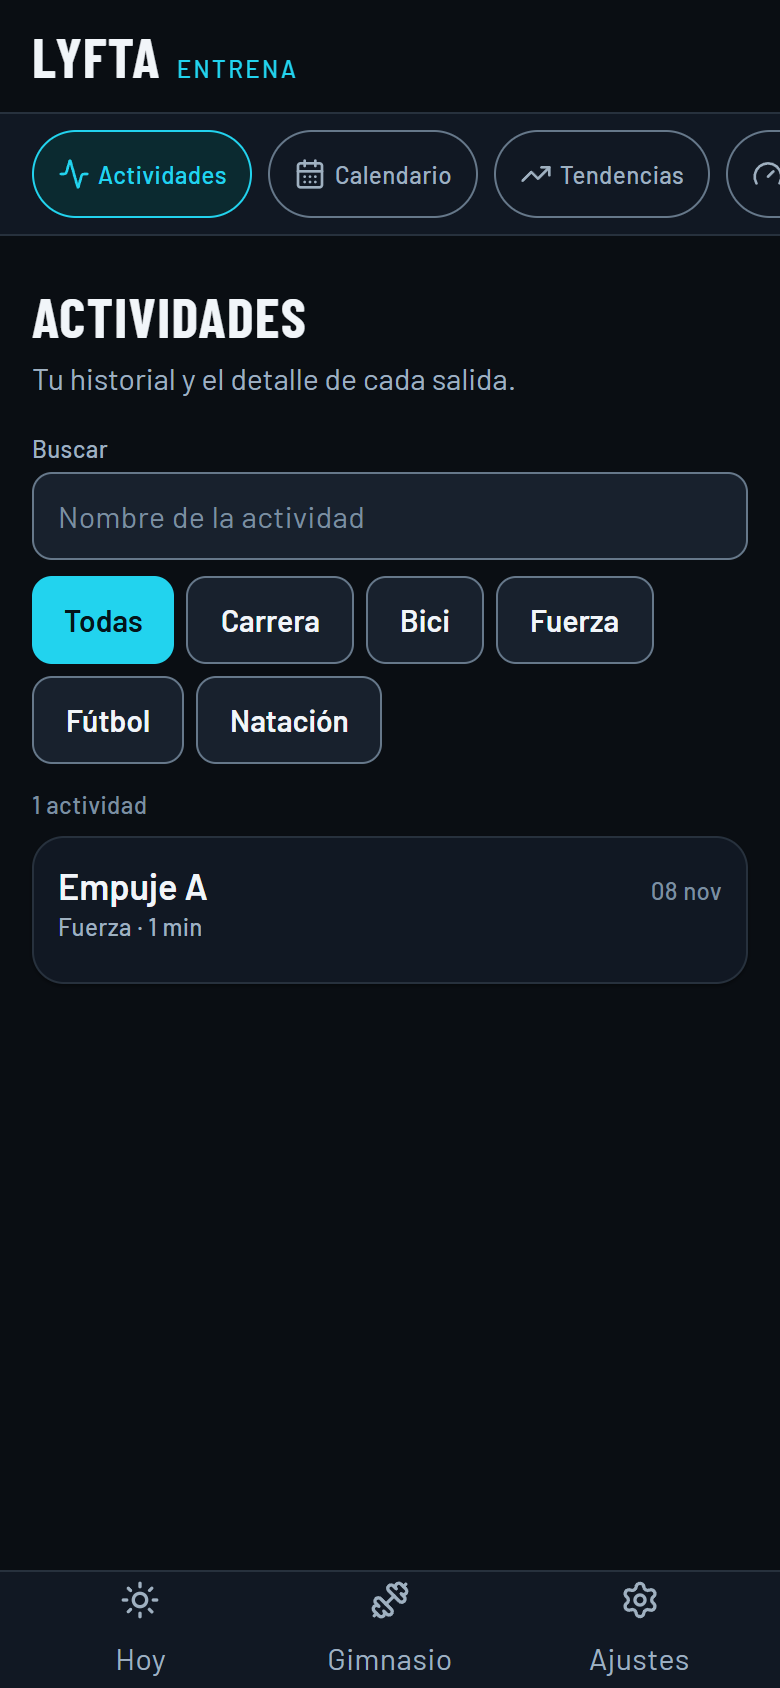 LYFTA ENTRENA
Actividades Calendario Tendencias
ACTIVIDADES
Tu historial y el detalle de cada salida.
Buscar
Nombre de la actividad
Todas Carrera Bici Fuerza
Fútbol Natación
1 actividad
Empuje A 08 nov
Fuerza · 1 min
Hoy Gimnasio Ajustes